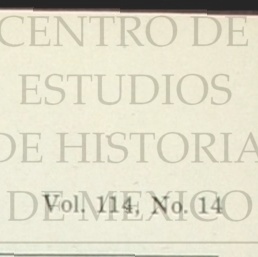 CENTRO DE
ESTUDIOS
DE HISTORIA
DE MEXICO
Vol. 114, No. 14